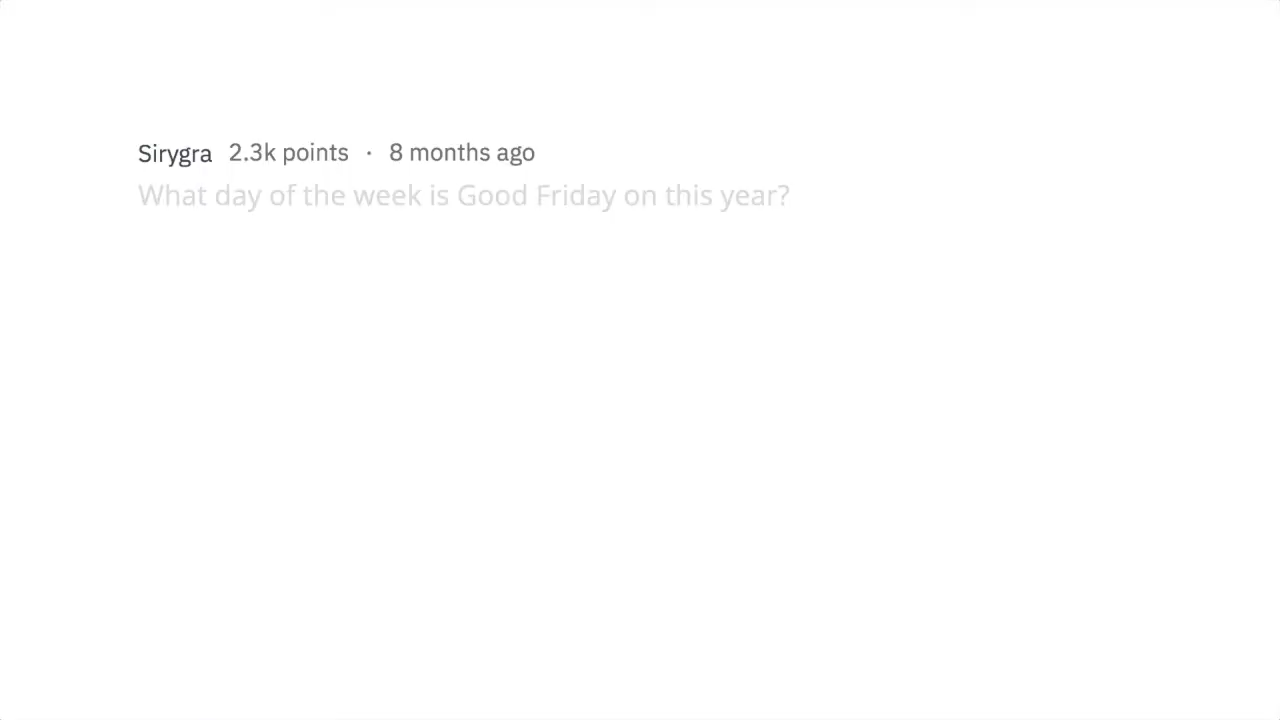 Sirygra 2.3k points · 8 months ago
What day of the week is Good Friday on this year?